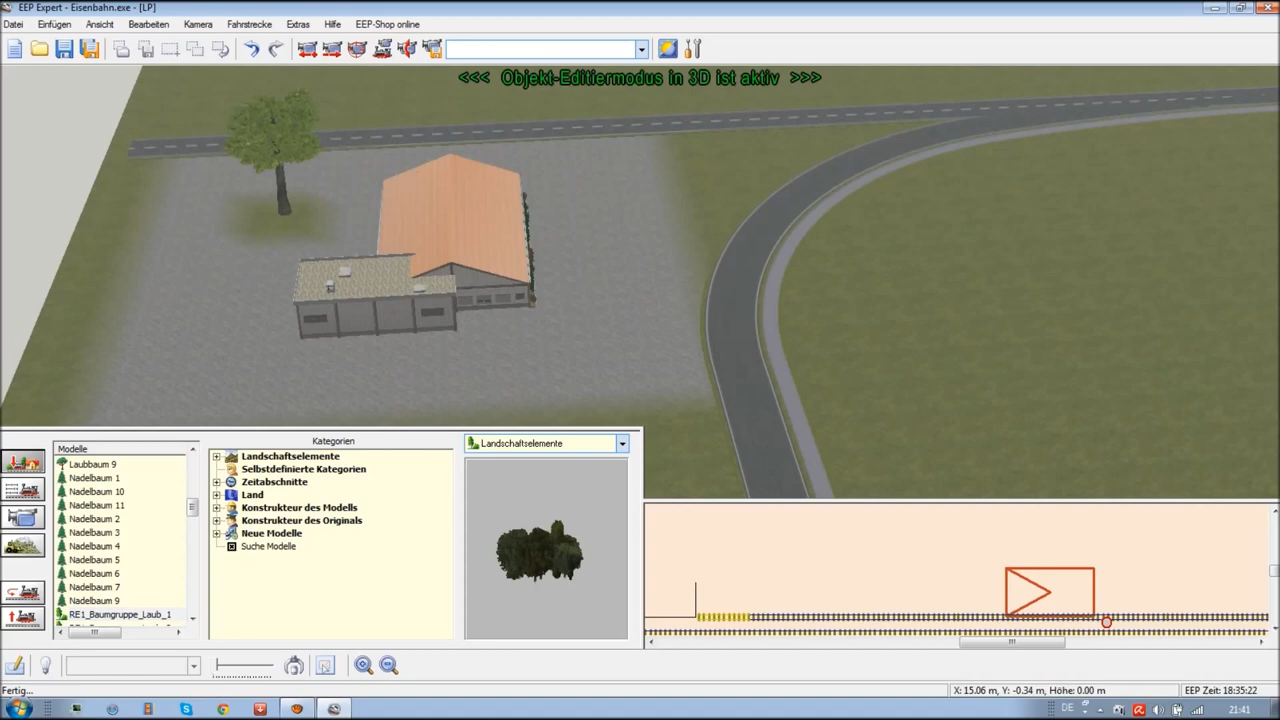 EEP Expert - Eisenbahn.exe - [LP]
Datei Einfügen Ansicht Bearbeiten Kamera Fahrstrecke Extras Hilfe EEP-Shop online
<<< Objekt-Editiermodus in 3D ist aktiv >>>
Modelle
Laubbaum 9
Nadelbaum 1
Nadelbaum 10
Nadelbaum 11
Nadelbaum 2
Nadelbaum 3
Nadelbaum 4
Nadelbaum 5
Nadelbaum 6
Nadelbaum 7
Nadelbaum 9
RE1_Baumgruppe_Laub_1
Kategorien
Landschaftselemente
Selbstdefinierte Kategorien
Zeitabschnitte
Land
Konstrukteur des Modells
Konstrukteur des Originals
Neue Modelle
Suche Modelle
Landschaftselemente
Fertig...
X: 15.06 m, Y: -0.34 m, Höhe: 0.00 m
EEP Zeit: 18:35:22
DE
21:41